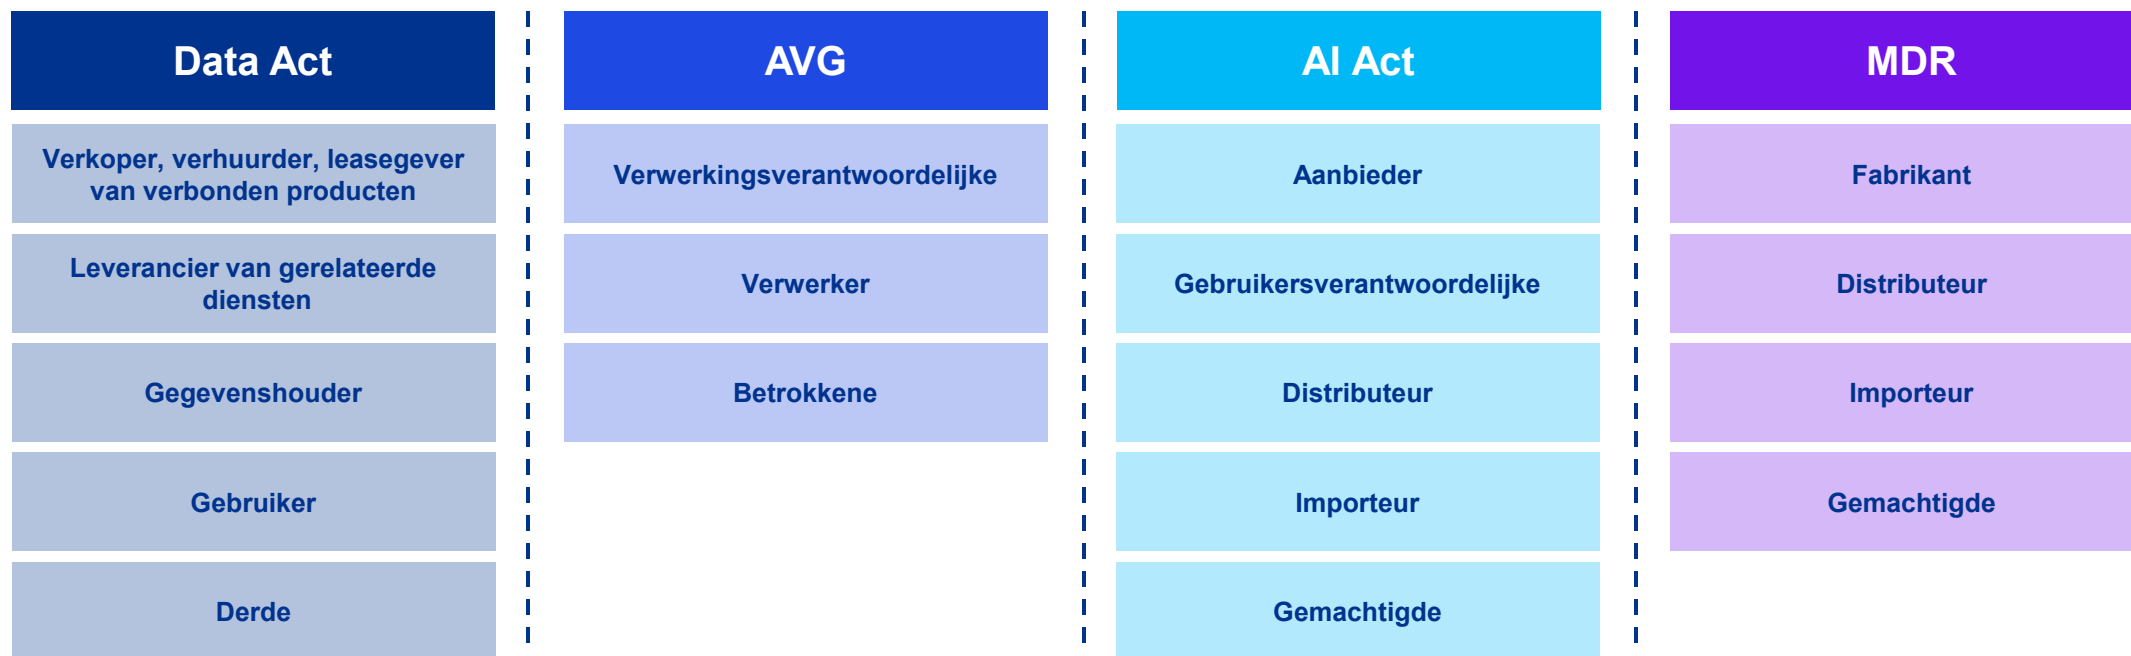 Data Act
Verkoper, verhuurder, leasegever
van verbonden producten
Leverancier van gerelateerde
diensten
Gegevenshouder
Gebruiker
Derde
AVG
Verwerkingsverantwoordelijke
Verwerker
Betrokkene
AI Act
Aanbieder
Gebruikersverantwoordelijke
Distributeur
Importeur
Gemachtigde
MDR
Fabrikant
Distributeur
Importeur
Gemachtigde